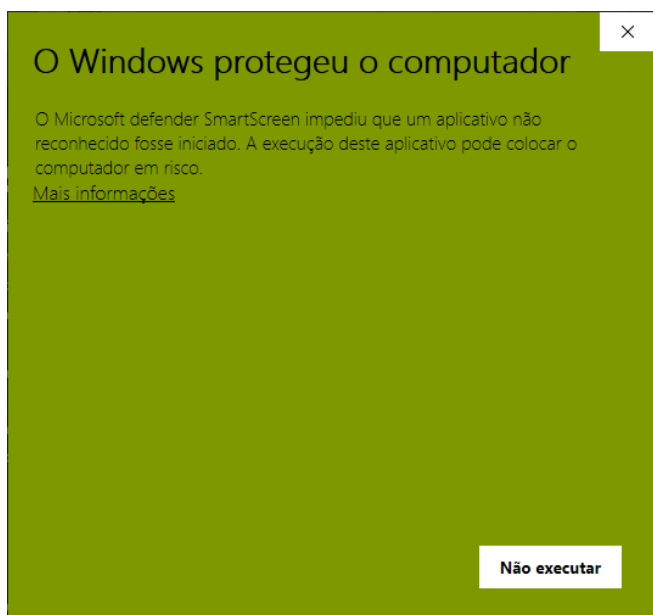 O Windows protegeu o computador
O Microsoft defender SmartScreen impediu que um aplicativo não
reconhecido fosse iniciado. A execução deste aplicativo pode colocar o
computador em risco.
Mais informações
Não executar